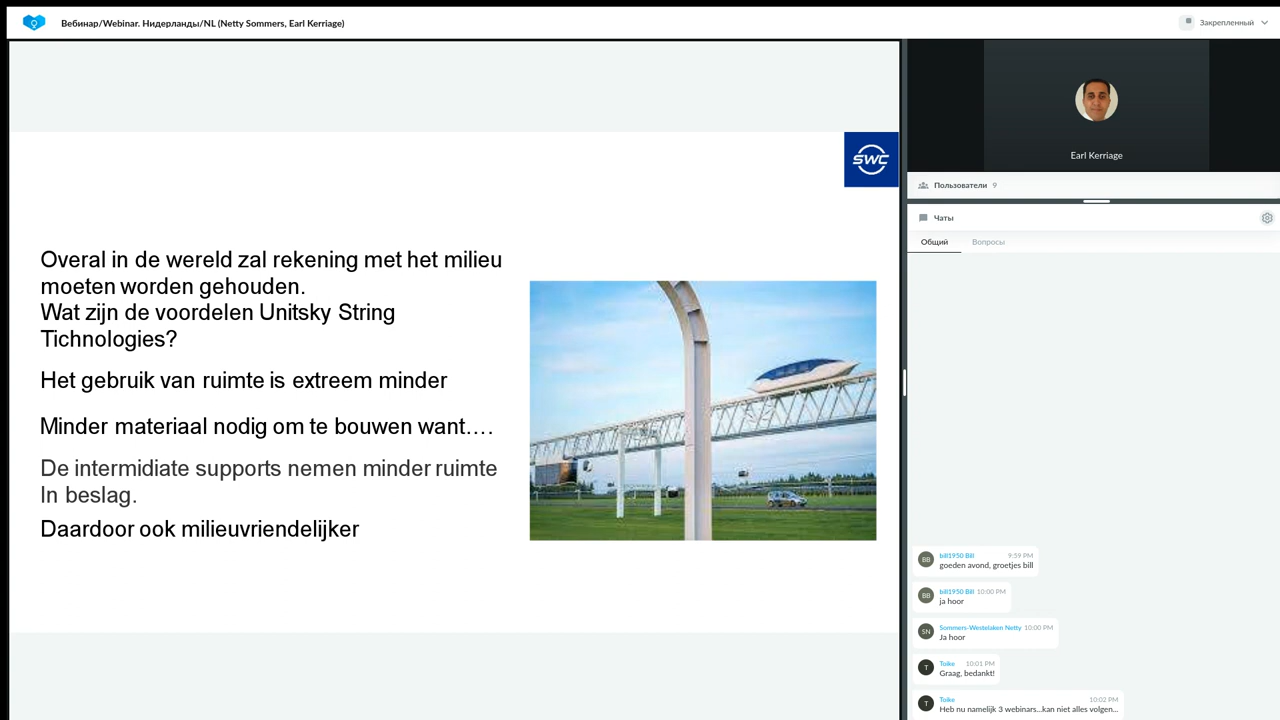 Вебинар/Webinar. Нидерланды/NL (Netty Sommers, Earl Kerriage)
Закрепленный
SWC
Overal in de wereld zal rekening met het milieu
moeten worden gehouden.
Wat zijn de voordelen Unitsky String
Tichnologies?
Het gebruik van ruimte is extreem minder
Minder materiaal nodig om te bouwen want….
De intermidiate supports nemen minder ruimte
In beslag.
Daardoor ook milieuvriendelijker
Earl Kerriage
Пользователи 9
Чаты
Общий Вопросы
BB bill1950 Bill 9:59 PM
goeden avond, groetjes bill
BB bill1950 Bill 10:00 PM
ja hoor
SN Sommers-Westelaken Netty 10:00 PM
Ja hoor
T Toike 10:01 PM
Graag, bedankt!
T Toike 10:02 PM
Heb nu namelijk 3 webinars...kan niet alles volgen...